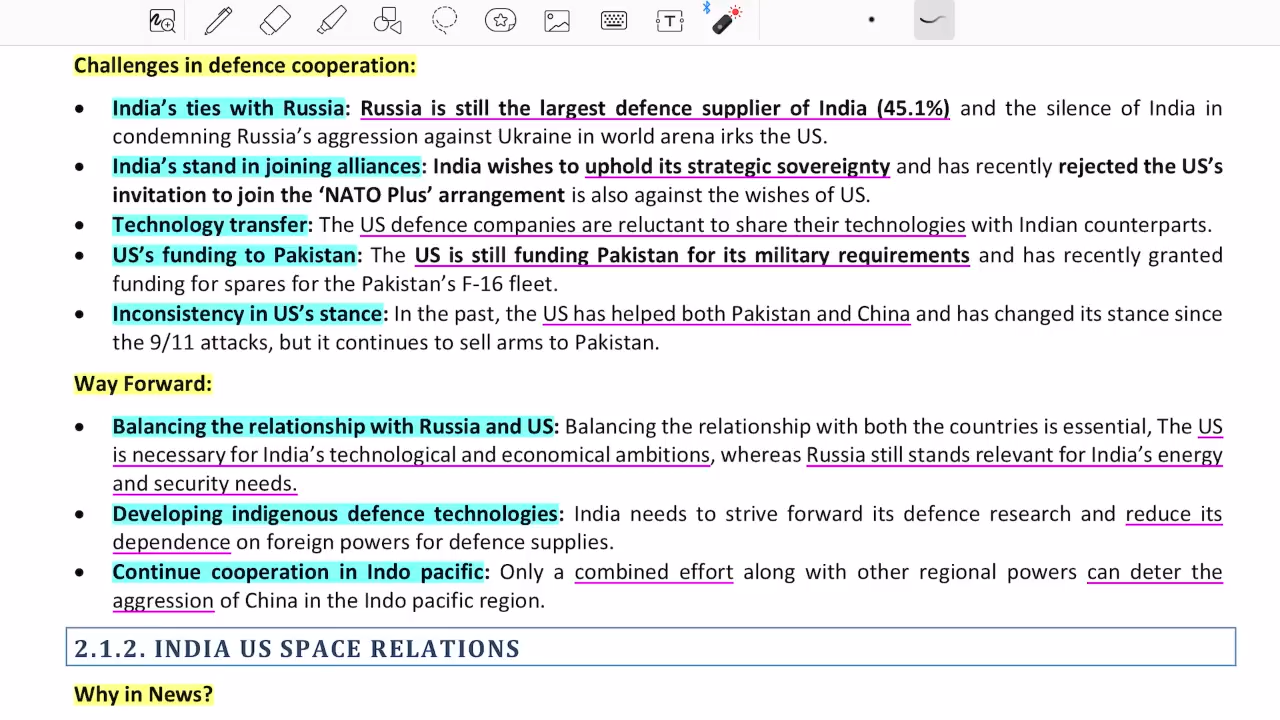 T
Challenges in defence cooperation:
• India’s ties with Russia: Russia is still the largest defence supplier of India (45.1%) and the silence of India in
condemning Russia’s aggression against Ukraine in world arena irks the US.
• India’s stand in joining alliances: India wishes to uphold its strategic sovereignty and has recently rejected the US’s
invitation to join the ‘NATO Plus’ arrangement is also against the wishes of US.
• Technology transfer: The US defence companies are reluctant to share their technologies with Indian counterparts.
• US’s funding to Pakistan: The US is still funding Pakistan for its military requirements and has recently granted
funding for spares for the Pakistan’s F-16 fleet.
• Inconsistency in US’s stance: In the past, the US has helped both Pakistan and China and has changed its stance since
the 9/11 attacks, but it continues to sell arms to Pakistan.
Way Forward:
• Balancing the relationship with Russia and US: Balancing the relationship with both the countries is essential, The US
is necessary for India’s technological and economical ambitions, whereas Russia still stands relevant for India’s energy
and security needs.
• Developing indigenous defence technologies: India needs to strive forward its defence research and reduce its
dependence on foreign powers for defence supplies.
• Continue cooperation in Indo pacific: Only a combined effort along with other regional powers can deter the
aggression of China in the Indo pacific region.
2.1.2. INDIA US SPACE RELATIONS
Why in News?